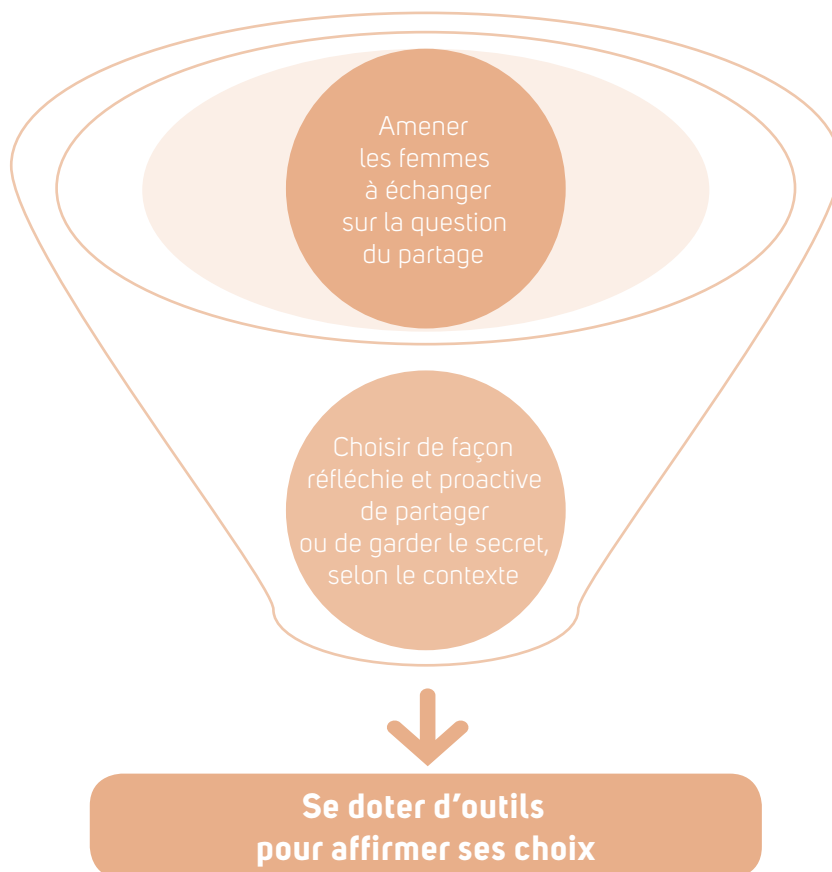 Amener
les femmes
à échanger
sur la question
du partage
Choisir de façon
réfléchie et proactive
de partager
ou de garder le secret,
selon le contexte
Se doter d’outils
pour affirmer ses choix